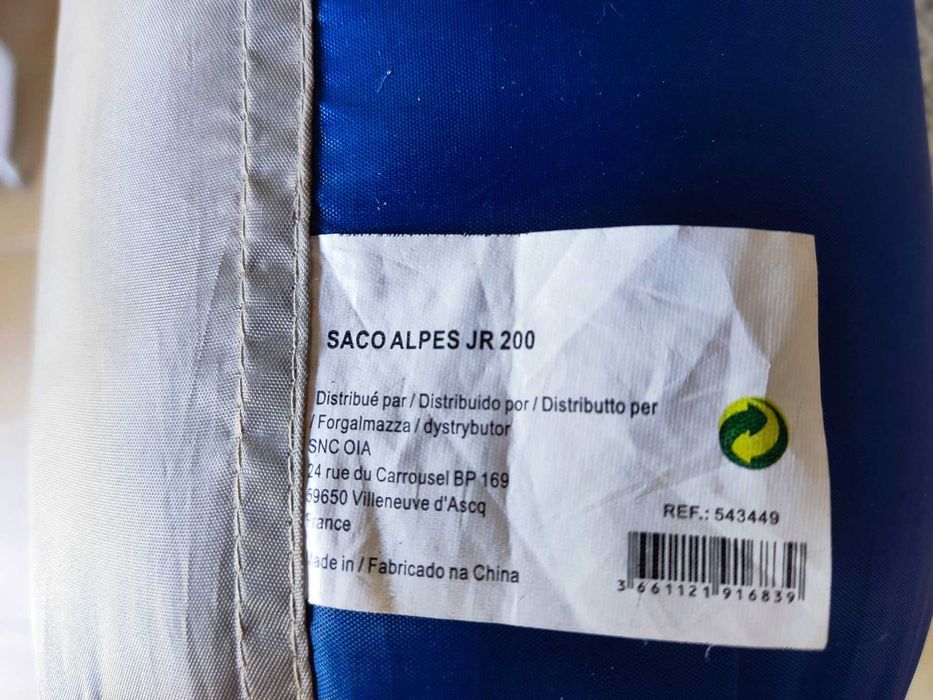 SACO ALPES JR 200
Distribué par / Distribuido por / Distributto per
/ Forgalmazza / dystrybutor
SNC OIA
24 rue du Carrousel BP 169
59650 Villeneuve d'Ascq
France
Made in / Fabricado na China
REF.: 543449
3 661121 916839